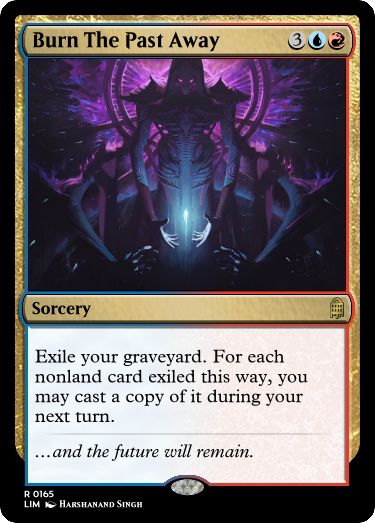 Burn The Past Away 3
Sorcery
Exile your graveyard. For each
nonland card exiled this way, you
may cast a copy of it during your
next turn.
…and the future will remain.
R 0165
LIM Harshanand Singh